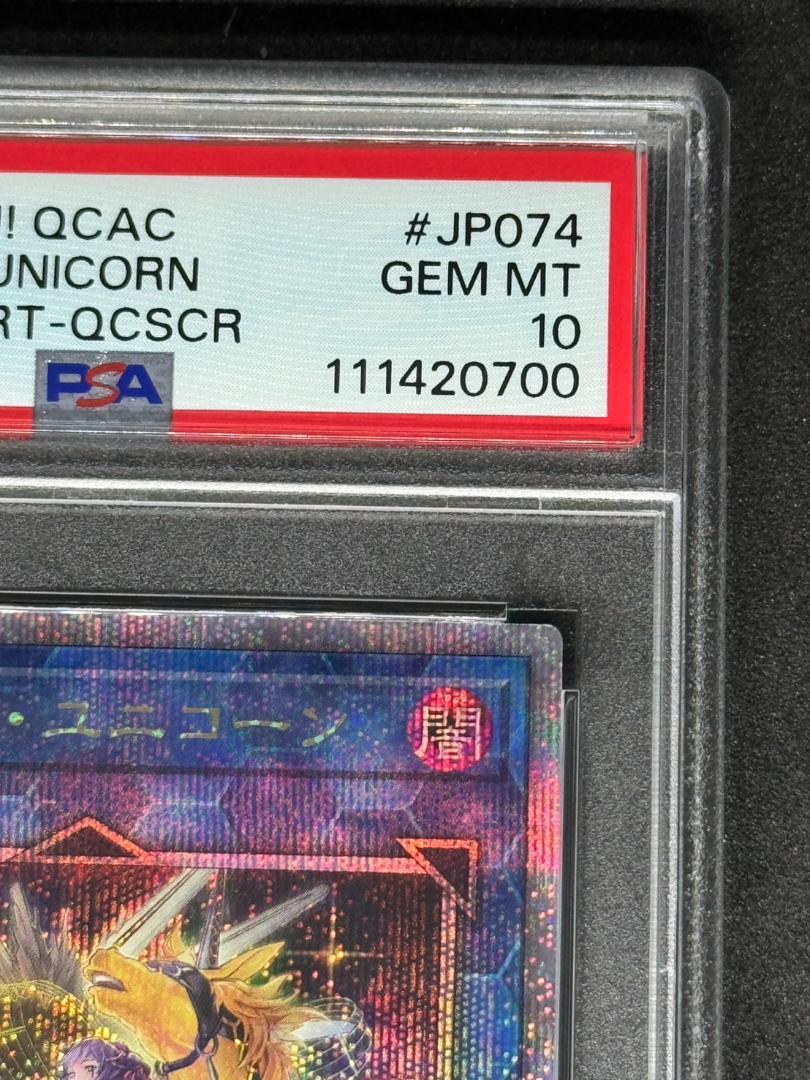 ! QCAC #JP074
UNICORN GEM MT
RT-QCSCR 10
PSA 111420700
・ユニコーン 闇